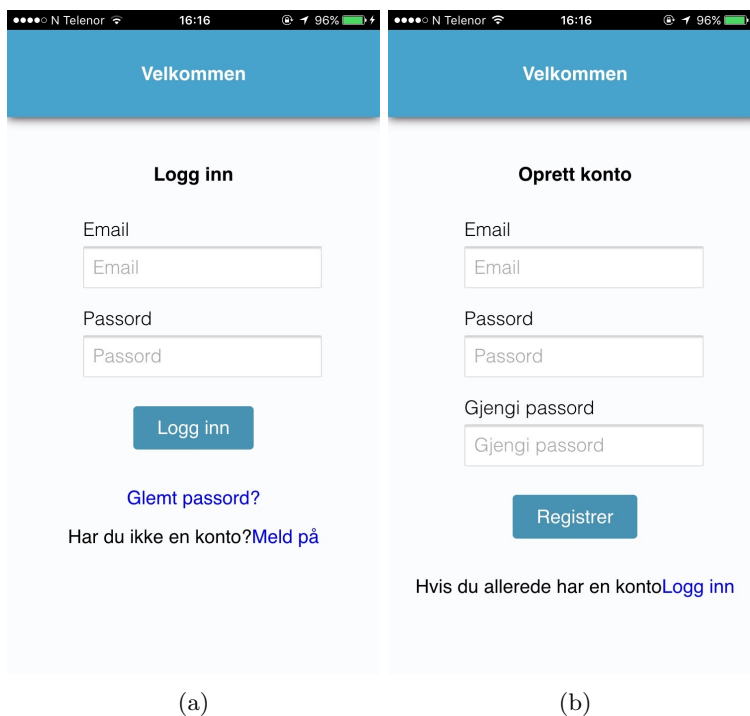 N Telenor 16:16 96%
Velkommen
Logg inn
Email
Email
Passord
Passord
Logg inn
Glemt passord?
Har du ikke en konto?Meld på
(a)
N Telenor 16:16 96%
Velkommen
Oprett konto
Email
Email
Passord
Passord
Gjengi passord
Gjengi passord
Registrer
Hvis du allerede har en kontoLogg inn
(b)